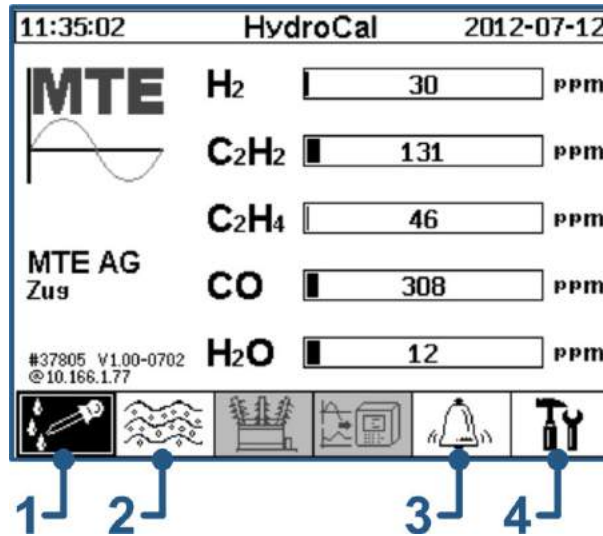 11:35:02 HydroCal 2012-07-12
MTE
H2 30 ppm
C2H2 131 ppm
C2H4 46 ppm
MTE AG
Zug
CO 308 ppm
#37805 V1.00-0702
@10.166.1.77
H2O 12 ppm
1 2 3 4